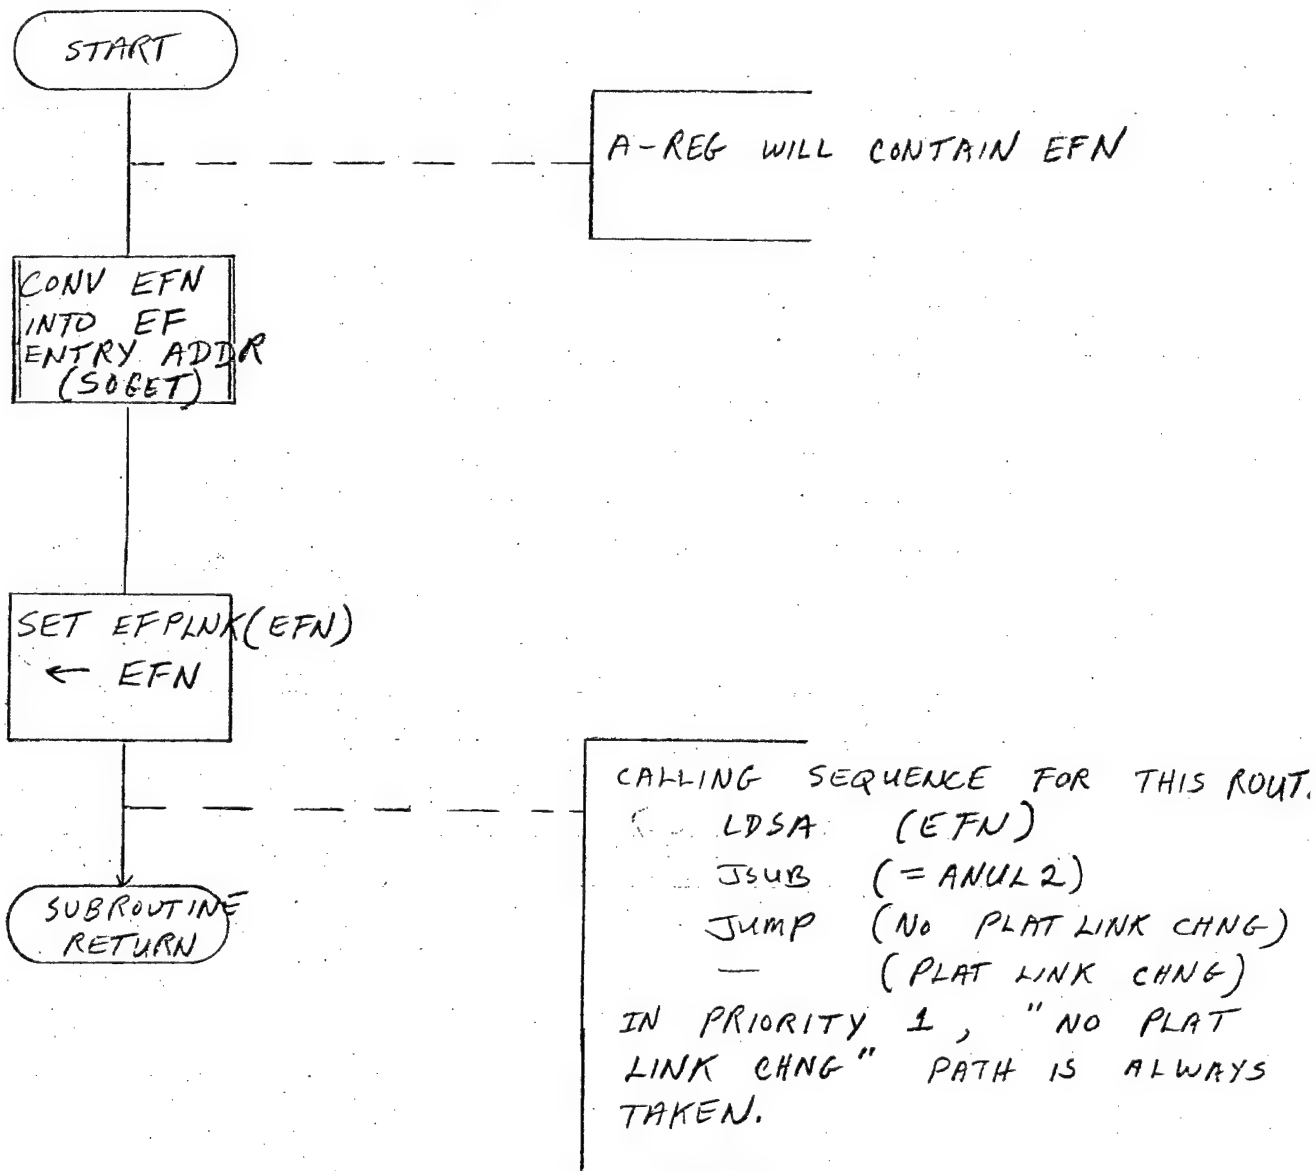 START
A-REG WILL CONTAIN EFN
CONV EFN
INTO EF
ENTRY ADDR
(SOGET)
SET EFPLNK(EFN)
← EFN
CALLING SEQUENCE FOR THIS ROUT.
LDSA (EFN)
JSUB (=ANUL2)
JUMP (NO PLAT LINK CHNG)
— (PLAT LINK CHNG)
IN PRIORITY 1, "NO PLAT
LINK CHNG" PATH IS ALWAYS
TAKEN.
SUBROUTINE
RETURN